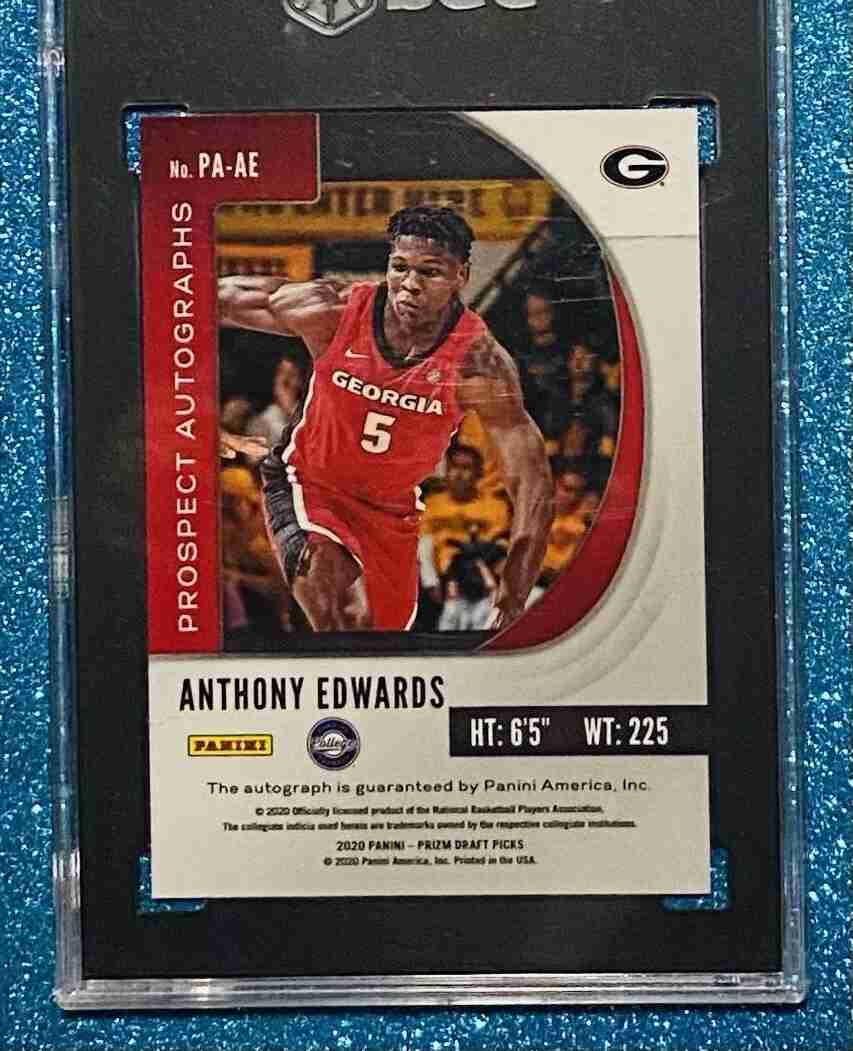 No. PA-AE
G
PROSPECT AUTOGRAPHS
GEORGIA
5
ANTHONY EDWARDS
HT: 6'5" WT: 225
PANINI
College
The autograph is guaranteed by Panini America, Inc.
© 2020 Officially licensed product of the National Basketball Players Association.
The collegiate indicia used herein are trademarks owned by the respective collegiate institutions.
2020 PANINI – PRIZM DRAFT PICKS
© 2020 Panini America, Inc. Printed in the USA.